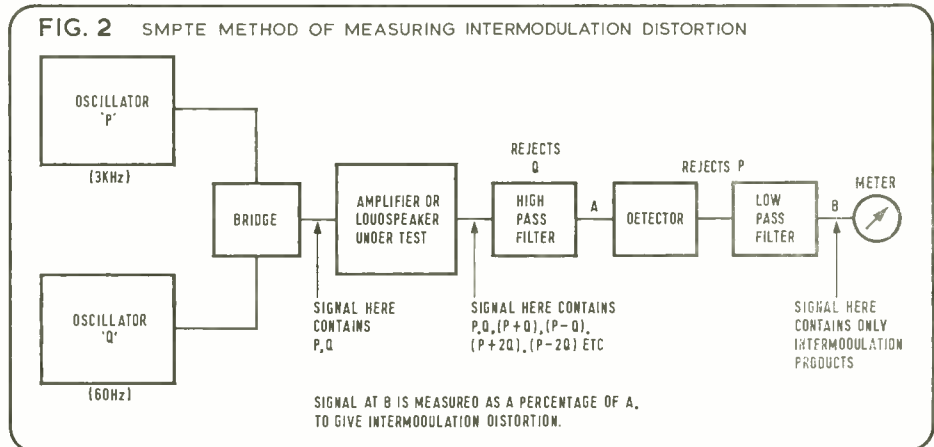 FIG. 2 SMPTE METHOD OF MEASURING INTERMODULATION DISTORTION
OSCILLATOR
'P'
(3KHz)
BRIDGE
OSCILLATOR
'Q'
(60Hz)
AMPLIFIER OR
LOUDSPEAKER
UNDER TEST
REJECTS
Q
HIGH
PASS
FILTER
A
DETECTOR
REJECTS P
LOW
PASS
FILTER
B
METER
SIGNAL HERE
CONTAINS
P,Q
SIGNAL HERE CONTAINS
P,Q,(P+Q),(P-Q),
(P+2Q),(P-2Q) ETC
SIGNAL HERE
CONTAINS ONLY
INTERMODULATION
PRODUCTS
SIGNAL AT B IS MEASURED AS A PERCENTAGE OF A,
TO GIVE INTERMODULATION DISTORTION.